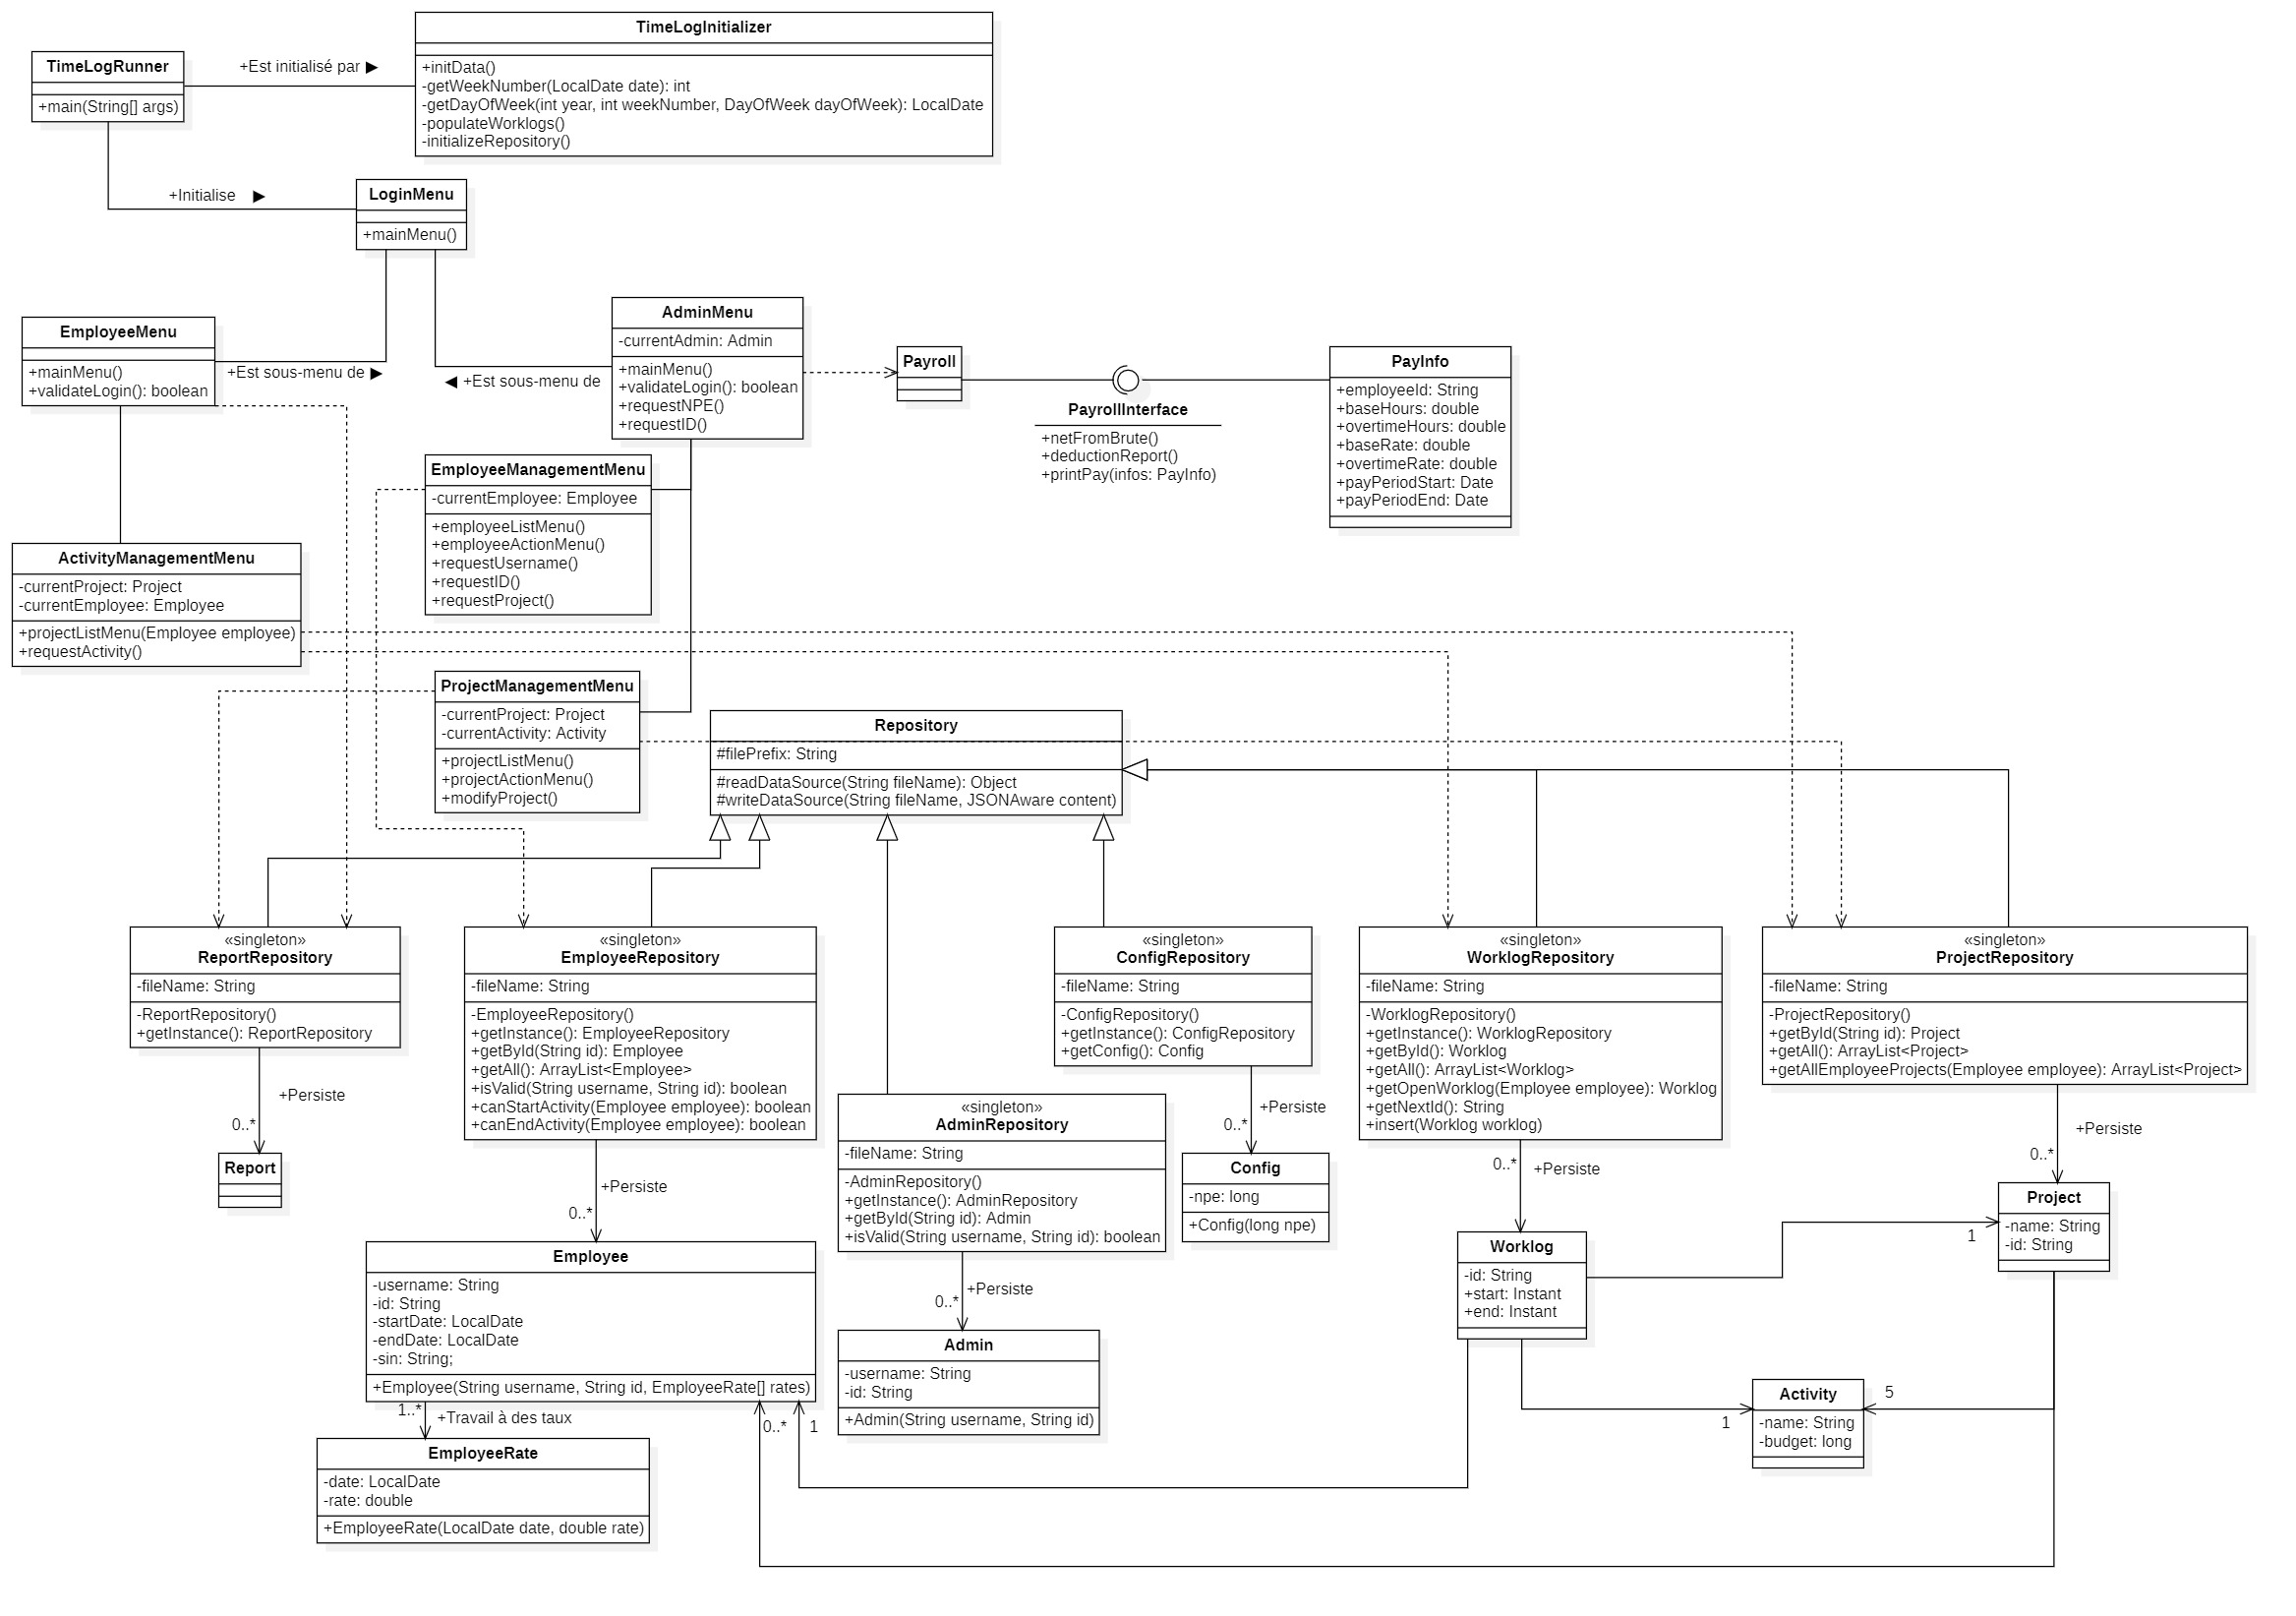 TimeLogInitializer
+initData()
-getWeekNumber(LocalDate date): int
-getDayOfWeek(int year, int weekNumber, DayOfWeek dayOfWeek): LocalDate
-populateWorklogs()
-initializeRepository()
TimeLogRunner
+main(String[] args)
+Est initialisé par ▶
+Initialise ▶
LoginMenu
+mainMenu()
EmployeeMenu
+mainMenu()
+validateLogin(): boolean
+Est sous-menu de ▶
◀ +Est sous-menu de
AdminMenu
-currentAdmin: Admin
+mainMenu()
+validateLogin(): boolean
+requestNPE()
+requestID()
Payroll
PayrollInterface
+netFromBrute()
+deductionReport()
+printPay(infos: PayInfo)
PayInfo
+employeeId: String
+baseHours: double
+overtimeHours: double
+baseRate: double
+overtimeRate: double
+payPeriodStart: Date
+payPeriodEnd: Date
EmployeeManagementMenu
-currentEmployee: Employee
+employeeListMenu()
+employeeActionMenu()
+requestUsername()
+requestID()
+requestProject()
ActivityManagementMenu
-currentProject: Project
-currentEmployee: Employee
+projectListMenu(Employee employee)
+requestActivity()
ProjectManagementMenu
-currentProject: Project
-currentActivity: Activity
+projectListMenu()
+projectActionMenu()
+modifyProject()
Repository
#filePrefix: String
#readDataSource(String fileName): Object
#writeDataSource(String fileName, JSONAware content)
«singleton»
ReportRepository
-fileName: String
-ReportRepository()
+getInstance(): ReportRepository
+Persiste
0..*
Report
«singleton»
EmployeeRepository
-fileName: String
-EmployeeRepository()
+getInstance(): EmployeeRepository
+getById(String id): Employee
+getAll(): ArrayList<Employee>
+isValid(String username, String id): boolean
+canStartActivity(Employee employee): boolean
+canEndActivity(Employee employee): boolean
+Persiste
0..*
«singleton»
AdminRepository
-fileName: String
-AdminRepository()
+getInstance(): AdminRepository
+getById(String id): Admin
+isValid(String username, String id): boolean
+Persiste
0..*
«singleton»
ConfigRepository
-fileName: String
-ConfigRepository()
+getInstance(): ConfigRepository
+getConfig(): Config
+Persiste
0..*
Config
-npe: long
+Config(long npe)
«singleton»
WorklogRepository
-fileName: String
-WorklogRepository()
+getInstance(): WorklogRepository
+getById(): Worklog
+getAll(): ArrayList<Worklog>
+getOpenWorklog(Employee employee): Worklog
+getNextId(): String
+insert(Worklog worklog)
0..*
+Persiste
«singleton»
ProjectRepository
-fileName: String
-ProjectRepository()
+getById(String id): Project
+getAll(): ArrayList<Project>
+getAllEmployeeProjects(Employee employee): ArrayList<Project>
+Persiste
0..*
Project
-name: String
-id: String
1
Worklog
-id: String
+start: Instant
+end: Instant
Employee
-username: String
-id: String
-startDate: LocalDate
-endDate: LocalDate
-sin: String;
+Employee(String username, String id, EmployeeRate[] rates)
1..*
+Travail à des taux
0..*
1
Admin
-username: String
-id: String
+Admin(String username, String id)
Activity
-name: String
-budget: long
1
5
EmployeeRate
-date: LocalDate
-rate: double
+EmployeeRate(LocalDate date, double rate)